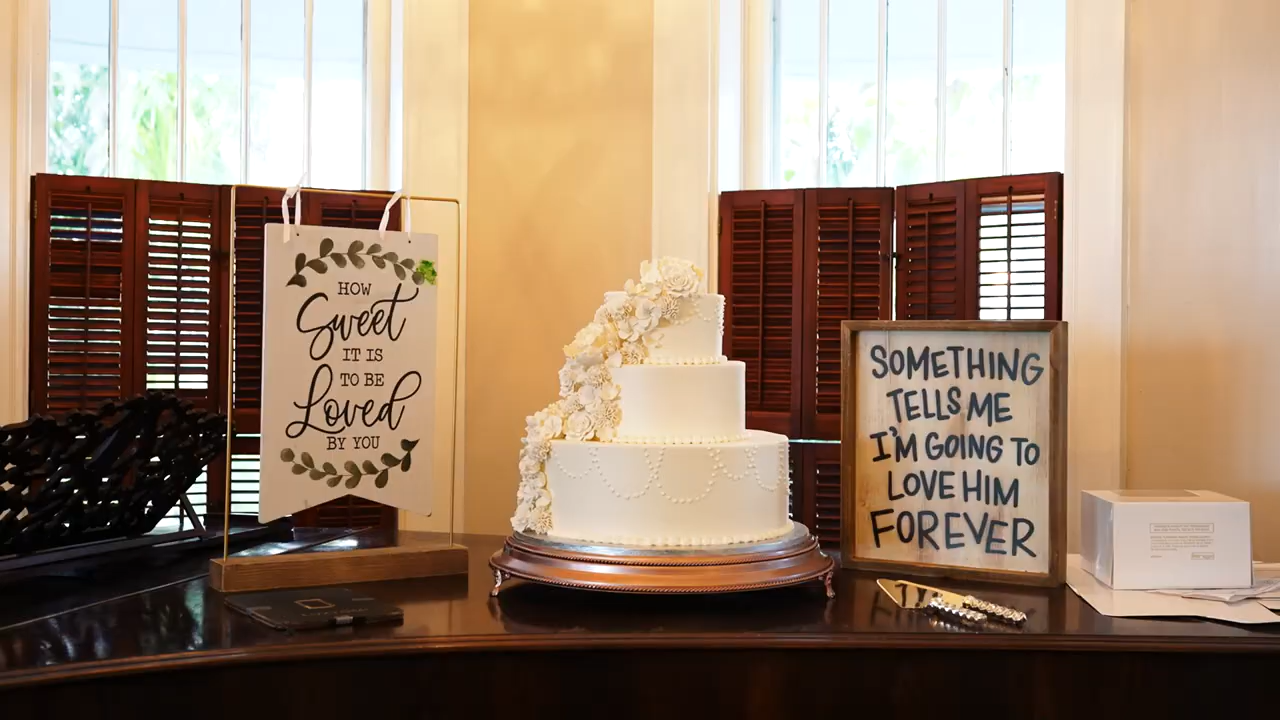 HOW
Sweet
IT IS
TO BE
Loved
BY YOU
SOMETHING
TELLS ME
I'M GOING TO
LOVE HIM
FOREVER